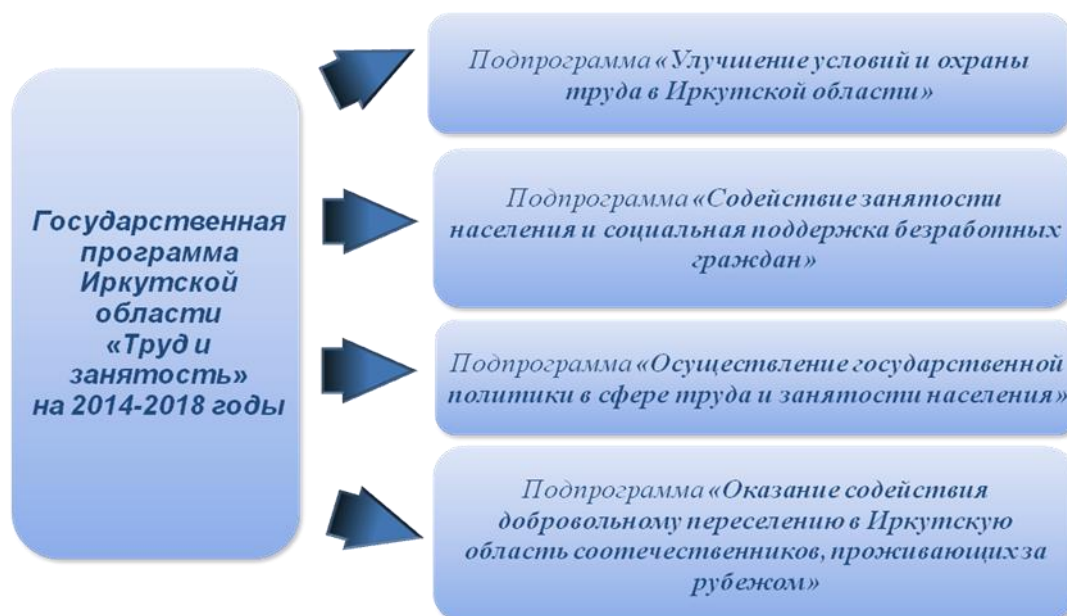 Государственная
программа
Иркутской
области
«Труд и
занятость»
на 2014-2018 годы
Подпрограмма «Улучшение условий и охраны
труда в Иркутской области»
Подпрограмма «Содействие занятости
населения и социальная поддержка безработных
граждан»
Подпрограмма «Осуществление государственной
политики в сфере труда и занятости населения»
Подпрограмма «Оказание содействия
добровольному переселению в Иркутскую
область соотечественников, проживающих за
рубежом»